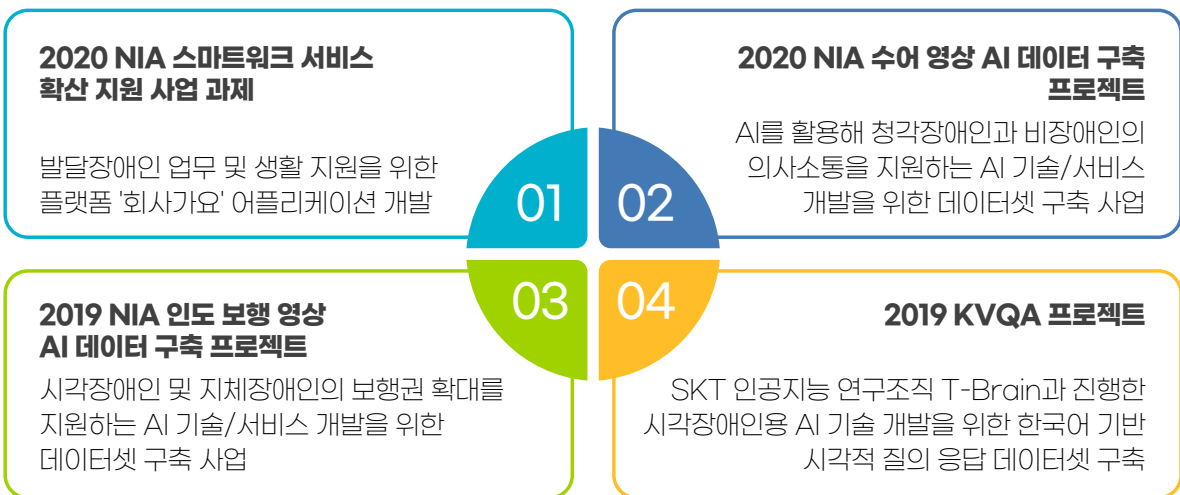 2020 NIA 스마트워크 서비스
확산 지원 사업 과제
발달장애인 업무 및 생활 지원을 위한
플랫폼 '회사가요' 어플리케이션 개발
01
2020 NIA 수어 영상 AI 데이터 구축
프로젝트
AI를 활용해 청각장애인과 비장애인의
의사소통을 지원하는 AI 기술/서비스
개발을 위한 데이터셋 구축 사업
02
2019 NIA 인도 보행 영상
AI 데이터 구축 프로젝트
시각장애인 및 지체장애인의 보행권 확대를
지원하는 AI 기술/서비스 개발을 위한
데이터셋 구축 사업
03
2019 KVQA 프로젝트
SKT 인공지능 연구조직 T-Brain과 진행한
시각장애인용 AI 기술 개발을 위한 한국어 기반
시각적 질의 응답 데이터셋 구축
04